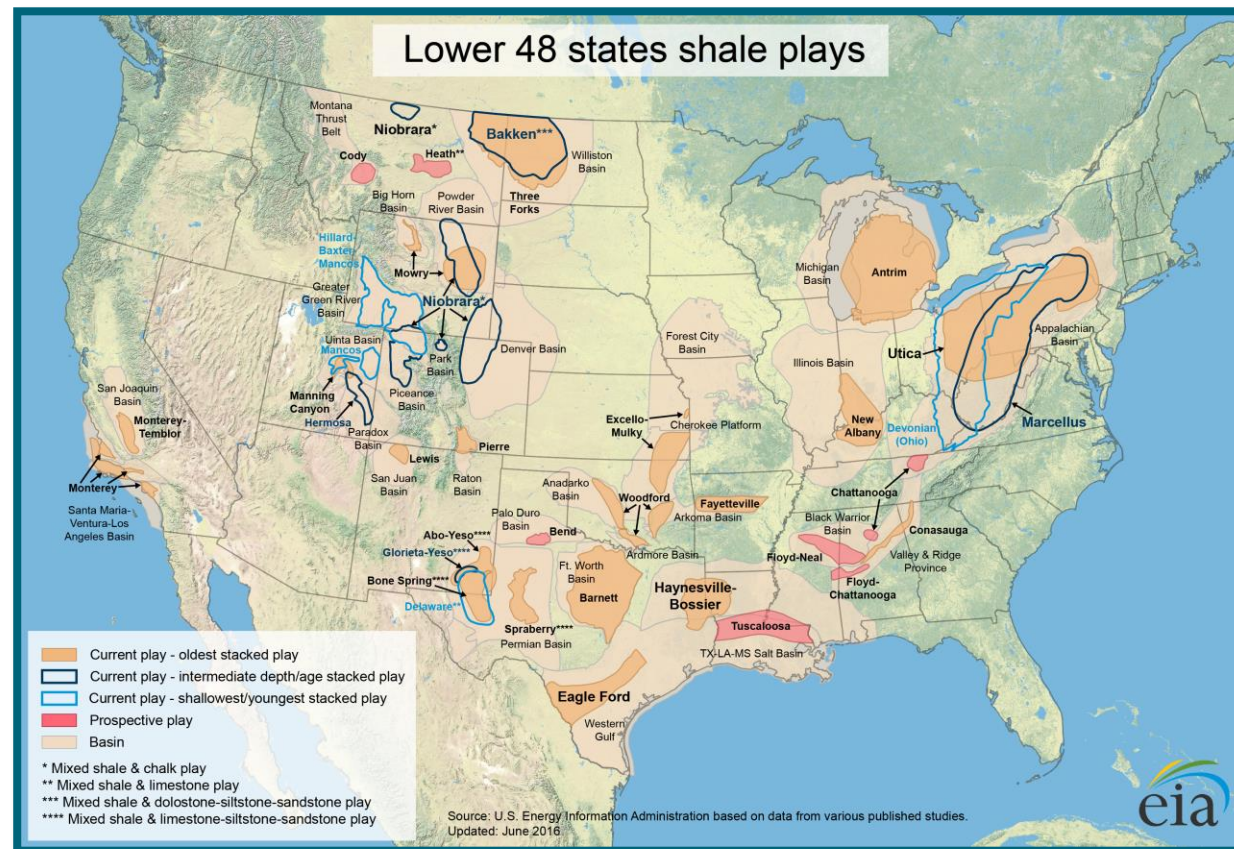 Lower 48 states shale plays
Montana
Thrust
Belt
Niobrara*
Bakken***
Williston
Basin
Cody
Heath**
Big Horn
Basin
Powder
River Basin
Three
Forks
Hillard-
Baxter-
Mancos
Mowry
Greater
Green River
Basin
Niobrara*
Michigan
Basin
Antrim
Uinta Basin
Mancos
Park
Basin
Denver Basin
Forest City
Basin
Illinois Basin
Utica
Appalachian
Basin
Manning
Canyon
Piceance
Basin
Hermosa
Paradox
Basin
San Joaquin
Basin
Monterey-
Temblor
Excello-
Mulky
Cherokee Platform
New
Albany
Devonian
(Ohio)
Marcellus
Pierre
Lewis
San Juan
Basin
Raton
Basin
Monterey
Santa Maria-
Ventura-Los
Angeles Basin
Anadarko
Basin
Woodford
Fayetteville
Arkoma Basin
Chattanooga
Palo Duro
Basin
Bend
Ardmore Basin
Black Warrior
Basin
Conasauga
Abo-Yeso****
Glorieta-Yeso****
Bone Spring****
Delaware**
Ft. Worth
Basin
Barnett
Haynesville-
Bossier
Floyd-Neal
Valley & Ridge
Province
Floyd-
Chattanooga
Spraberry****
Permian Basin
Tuscaloosa
TX-LA-MS Salt Basin
Eagle Ford
Western
Gulf
Current play - oldest stacked play
Current play - intermediate depth/age stacked play
Current play - shallowest/youngest stacked play
Prospective play
Basin
* Mixed shale & chalk play
** Mixed shale & limestone play
*** Mixed shale & dolostone-siltstone-sandstone play
**** Mixed shale & limestone-siltstone-sandstone play
Source: U.S. Energy Information Administration based on data from various published studies.
Updated: June 2016
eia